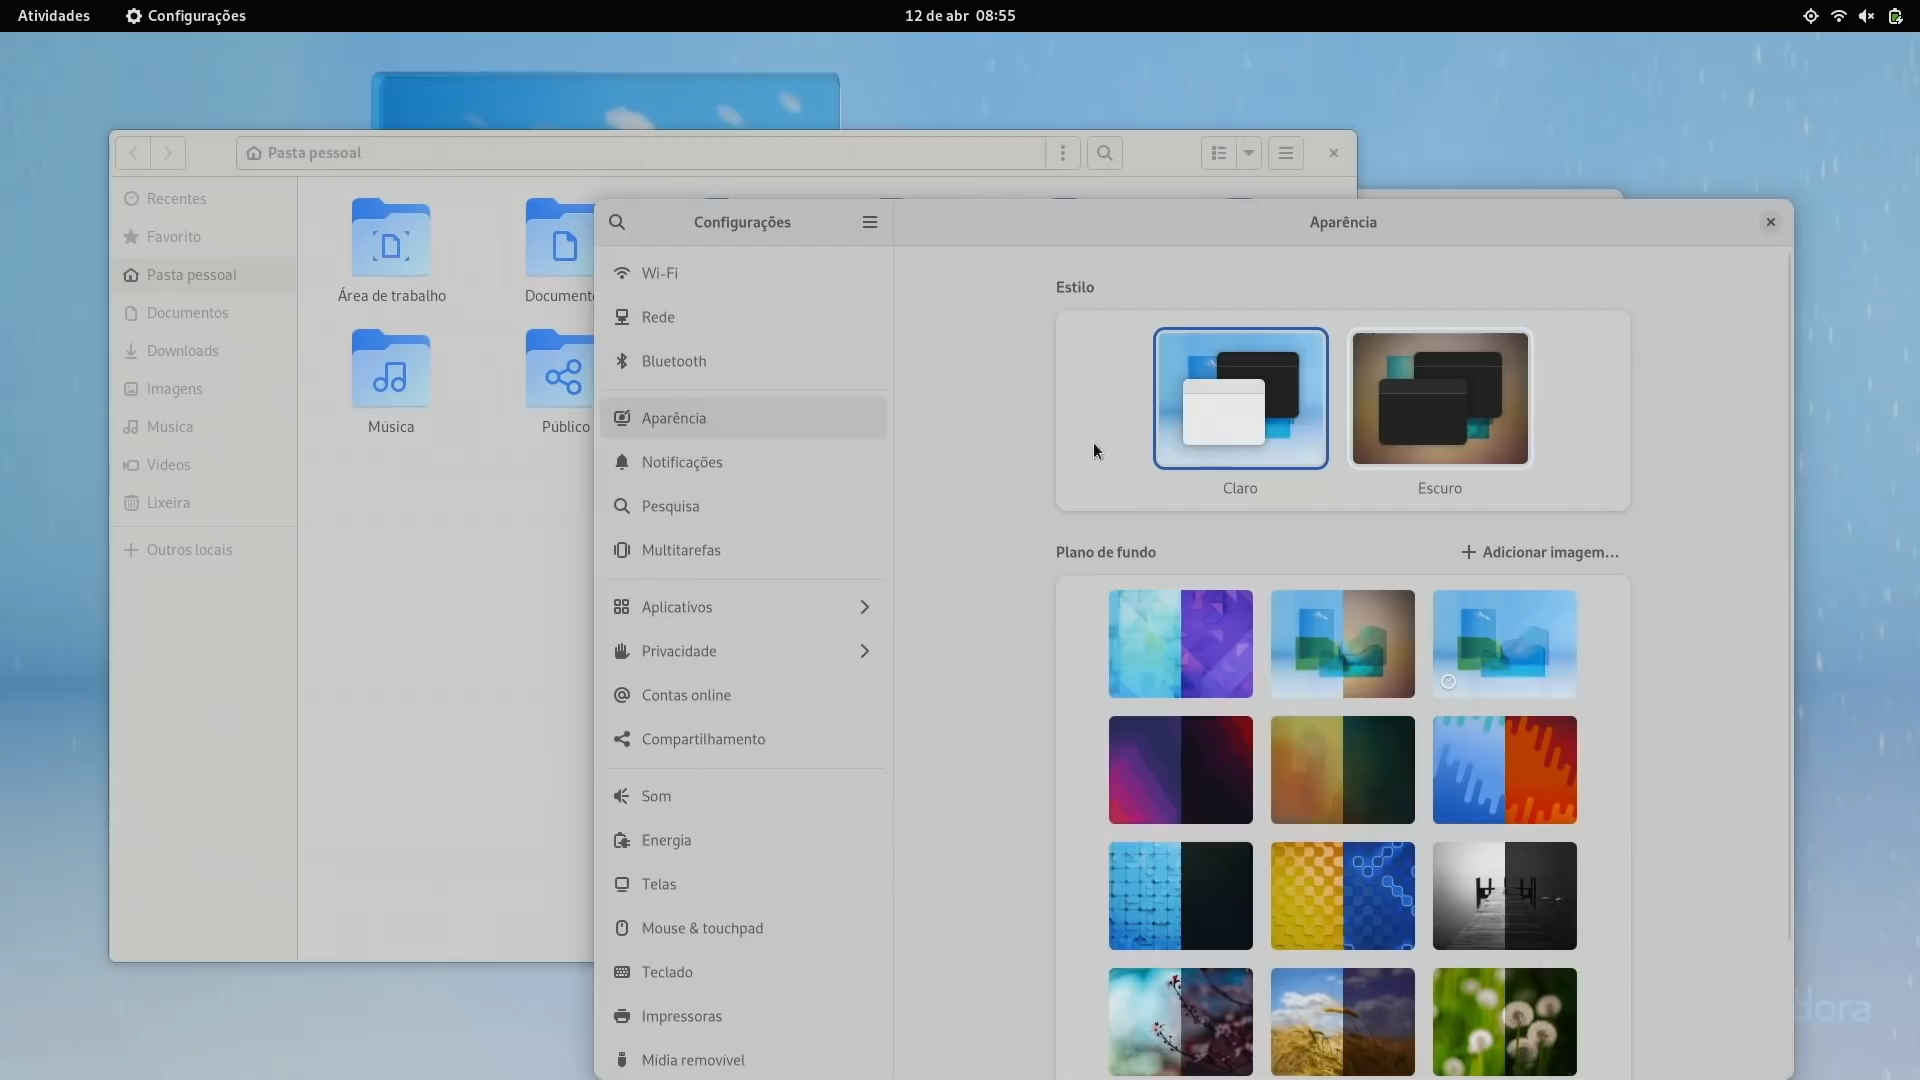 Atividades
Configurações
12 de abr 08:55
Pasta pessoal
Recentes
Favorito
Pasta pessoal
Documentos
Downloads
Imagens
Música
Vídeos
Lixeira
Outros locais
Área de trabalho
Música
Público
Configurações
Wi-Fi
Rede
Bluetooth
Aparência
Notificações
Pesquisa
Multitarefas
Aplicativos
Privacidade
Contas online
Compartilhamento
Som
Energia
Telas
Mouse & touchpad
Teclado
Impressoras
Mídia removível
Aparência
Estilo
Claro
Escuro
Plano de fundo
Adicionar imagem...